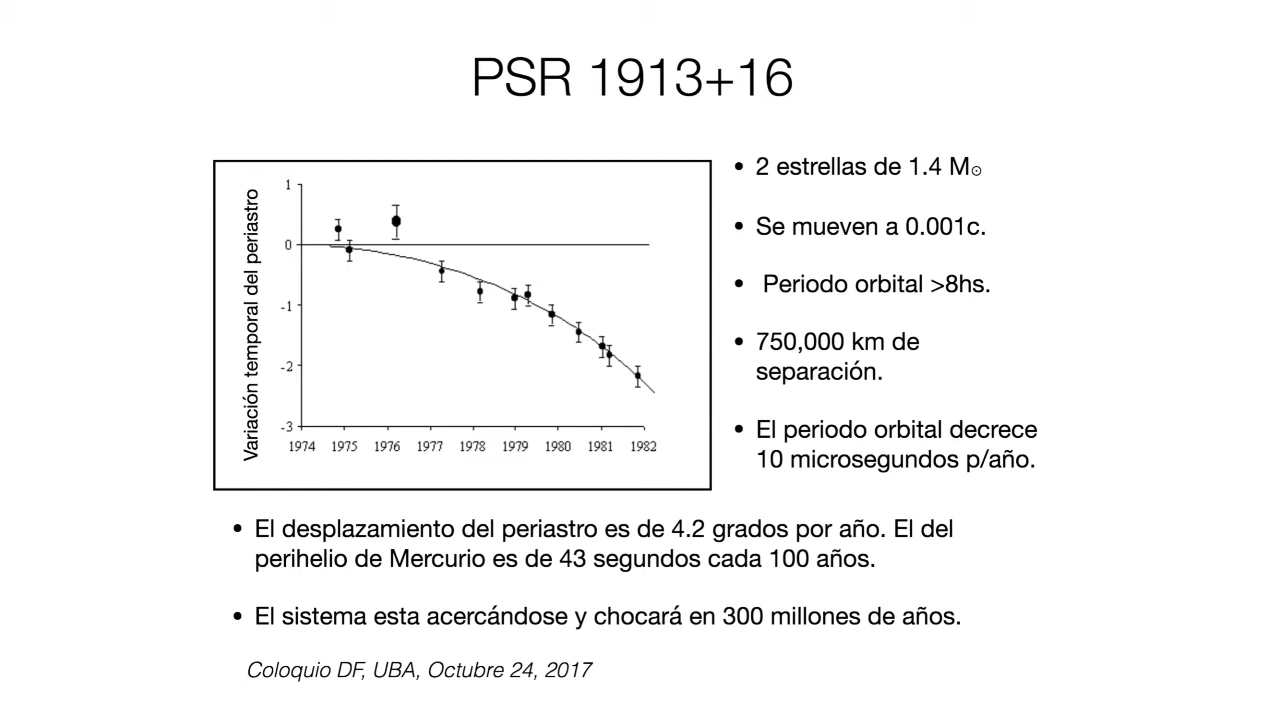 PSR 1913+16
Variación temporal del periastro
1
0
-1
-2
-3
1974 1975 1976 1977 1978 1979 1980 1981 1982
• 2 estrellas de 1.4 M☉
• Se mueven a 0.001c.
• Periodo orbital >8hs.
• 750,000 km de
separación.
• El periodo orbital decrece
10 microsegundos p/año.
• El desplazamiento del periastro es de 4.2 grados por año. El del
perihelio de Mercurio es de 43 segundos cada 100 años.
• El sistema esta acercándose y chocará en 300 millones de años.
Coloquio DF, UBA, Octubre 24, 2017